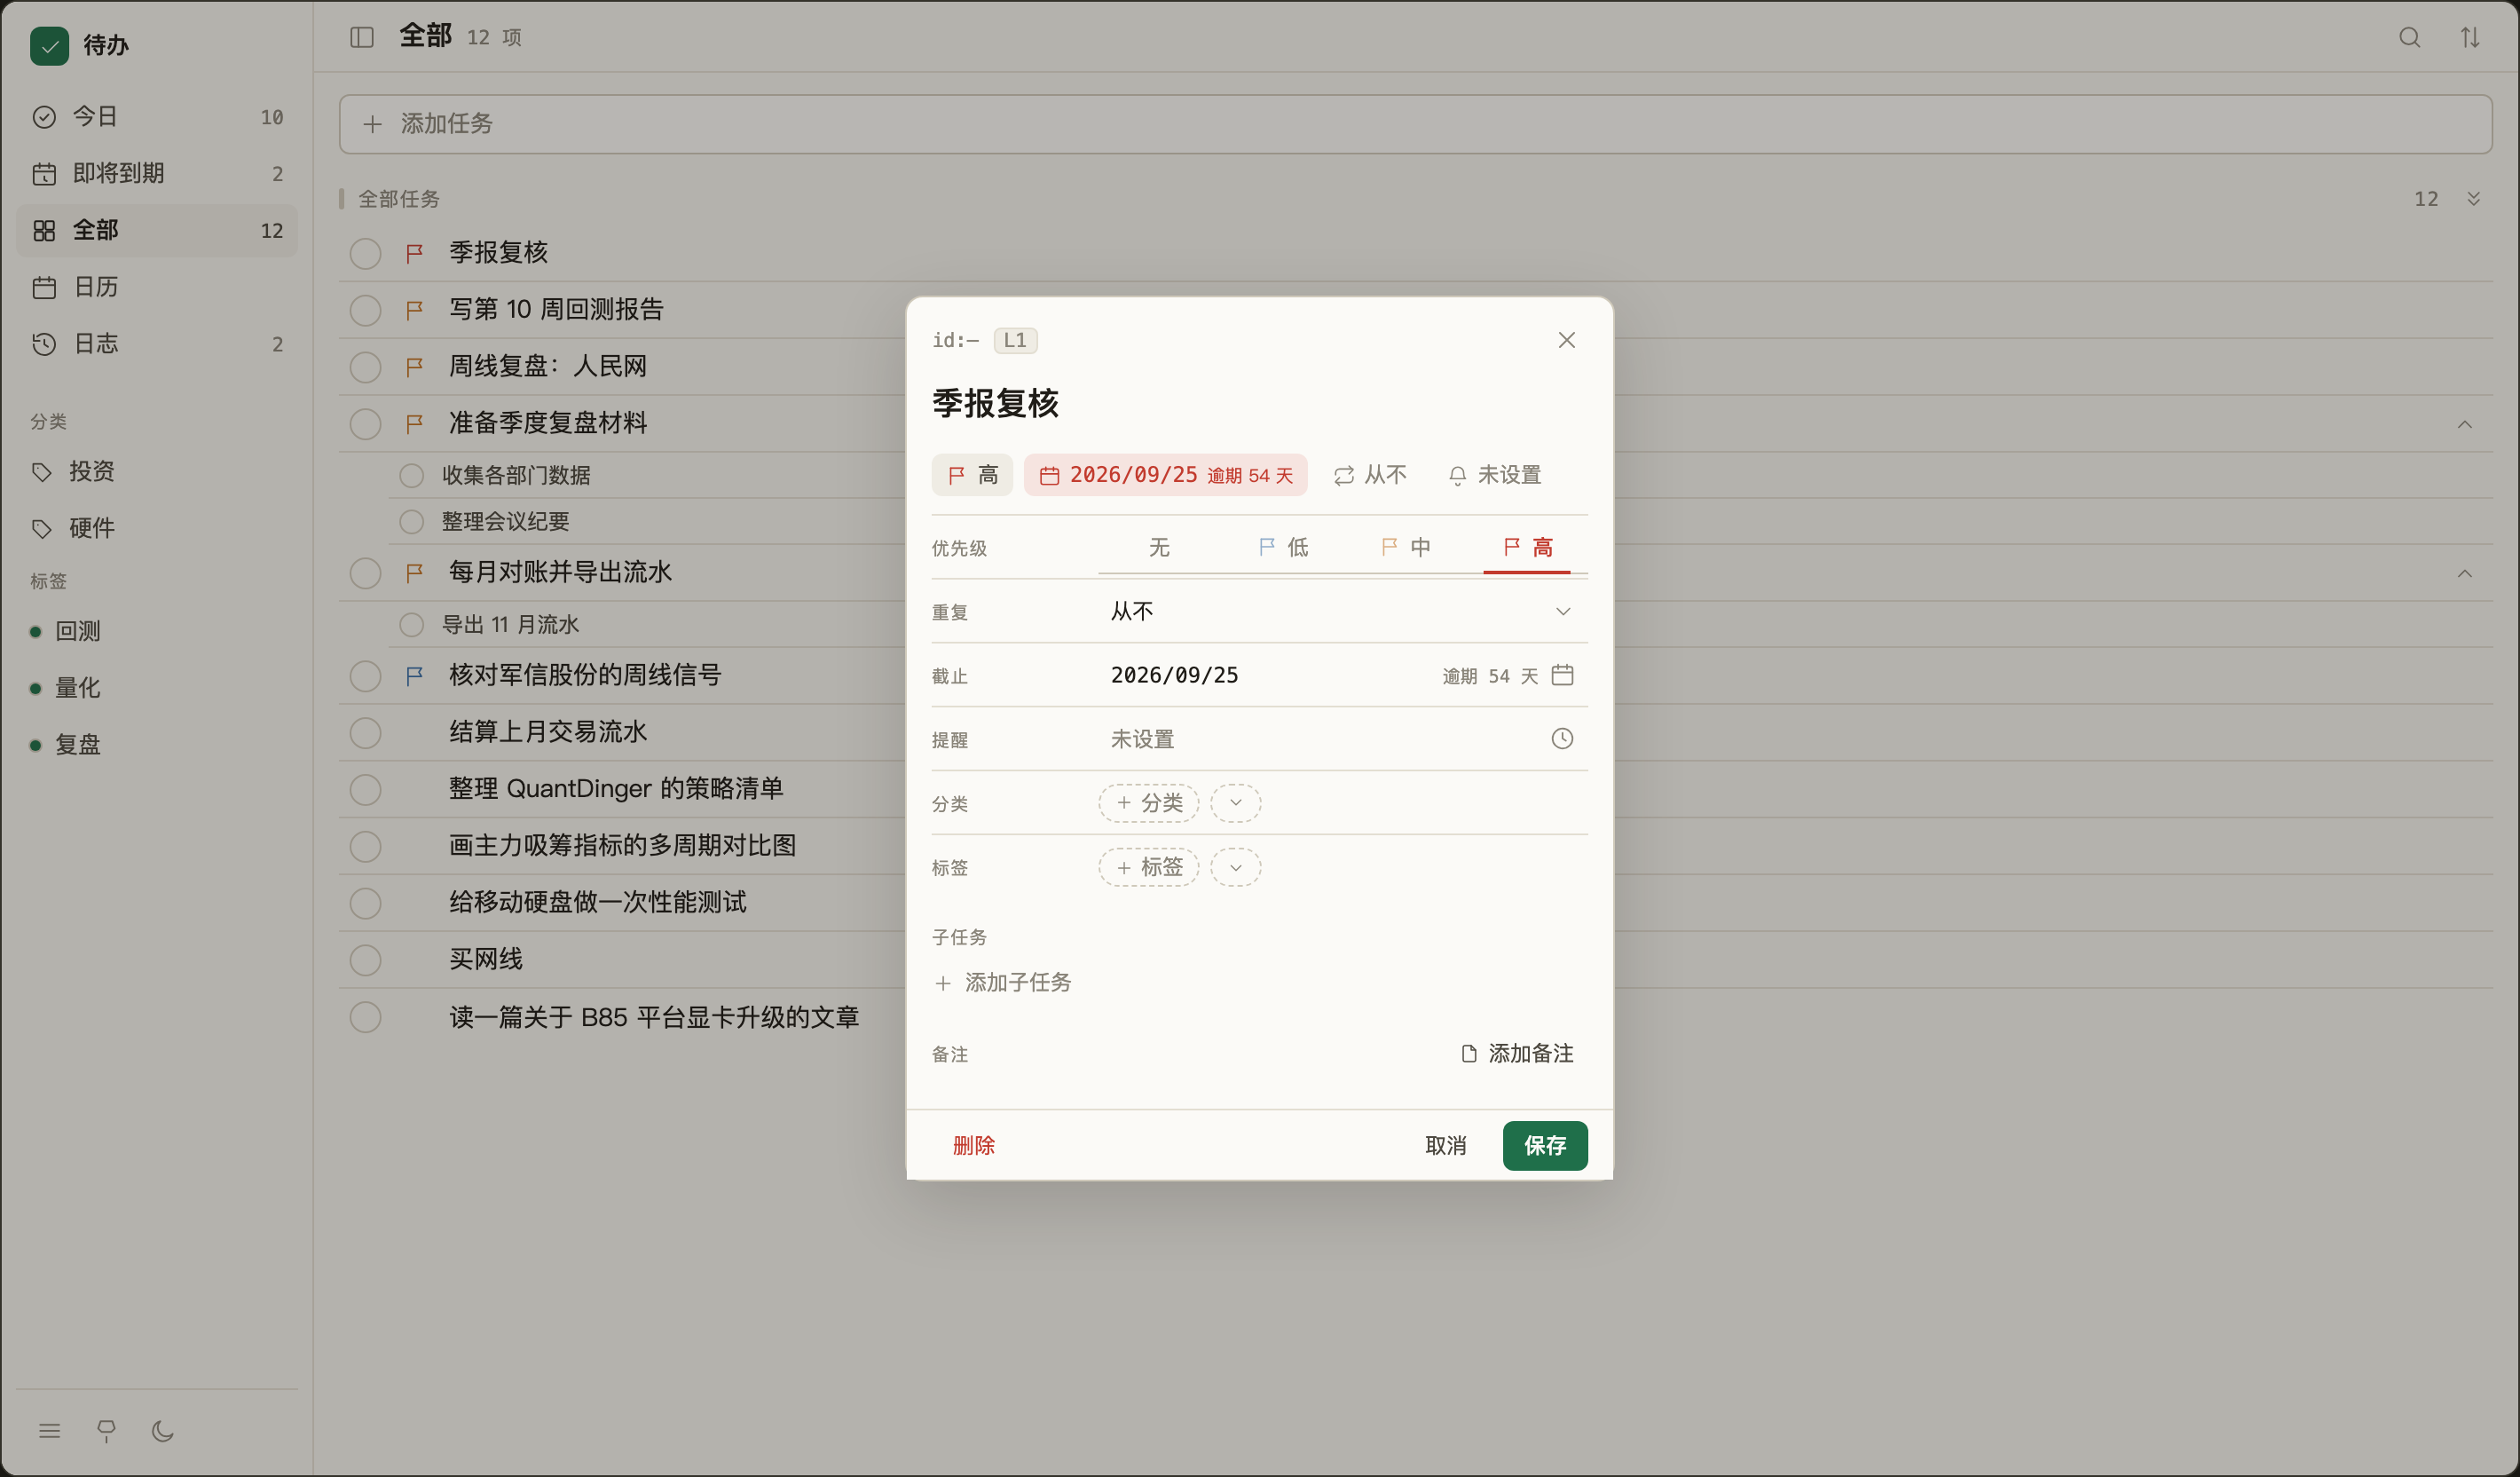 待办
今日 10
即将到期 2
全部 12
日历
日志 2
分类
投资
硬件
标签
回测
量化
复盘
全部 12 项
添加任务
全部任务 12
季报复核
写第 10 周回测报告
周线复盘：人民网
准备季度复盘材料
收集各部门数据
整理会议纪要
每月对账并导出流水
导出 11 月流水
核对军信股份的周线信号
结算上月交易流水
整理 QuantDinger 的策略清单
画主力吸筹指标的多周期对比图
给移动硬盘做一次性能测试
买网线
读一篇关于 B85 平台显卡升级的文章
id:— L1
季报复核
高 2026/09/25 逾期 54 天 从不 未设置
优先级 无 低 中 高
重复 从不
截止 2026/09/25 逾期 54 天
提醒 未设置
分类 + 分类
标签 + 标签
子任务
+ 添加子任务
备注 添加备注
删除 取消 保存